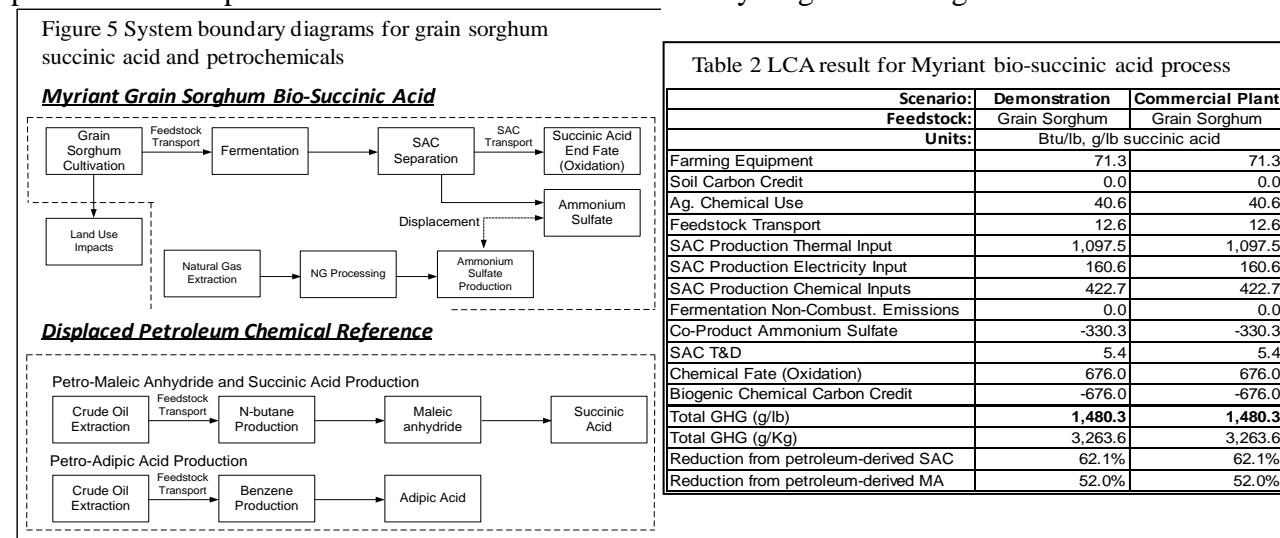 Figure 5 System boundary diagrams for grain sorghum
succinic acid and petrochemicals
Myriant Grain Sorghum Bio-Succinic Acid
Grain
Sorghum
Cultivation
Feedstock
Transport
Fermentation
SAC
Separation
SAC
Transport
Succinic Acid
End Fate
(Oxidation)
Land Use
Impacts
Displacement
Ammonium
Sulfate
Natural Gas
Extraction
NG Processing
Ammonium
Sulfate
Production
Displaced Petroleum Chemical Reference
Petro-Maleic Anhydride and Succinic Acid Production
Crude Oil
Extraction
Feedstock
Transport
N-butane
Production
Maleic
anhydride
Succinic
Acid
Petro-Adipic Acid Production
Crude Oil
Extraction
Feedstock
Transport
Benzene
Production
Adipic Acid
Table 2 LCA result for Myriant bio-succinic acid process
Scenario: Demonstration Commercial Plant
Feedstock: Grain Sorghum Grain Sorghum
Units: Btu/lb, g/lb succinic acid
Farming Equipment 71.3 71.3
Soil Carbon Credit 0.0 0.0
Ag. Chemical Use 40.6 40.6
Feedstock Transport 12.6 12.6
SAC Production Thermal Input 1,097.5 1,097.5
SAC Production Electricity Input 160.6 160.6
SAC Production Chemical Inputs 422.7 422.7
Fermentation Non-Combust. Emissions 0.0 0.0
Co-Product Ammonium Sulfate -330.3 -330.3
SAC T&D 5.4 5.4
Chemical Fate (Oxidation) 676.0 676.0
Biogenic Chemical Carbon Credit -676.0 -676.0
Total GHG (g/lb) 1,480.3 1,480.3
Total GHG (g/Kg) 3,263.6 3,263.6
Reduction from petroleum-derived SAC 62.1% 62.1%
Reduction from petroleum-derived MA 52.0% 52.0%